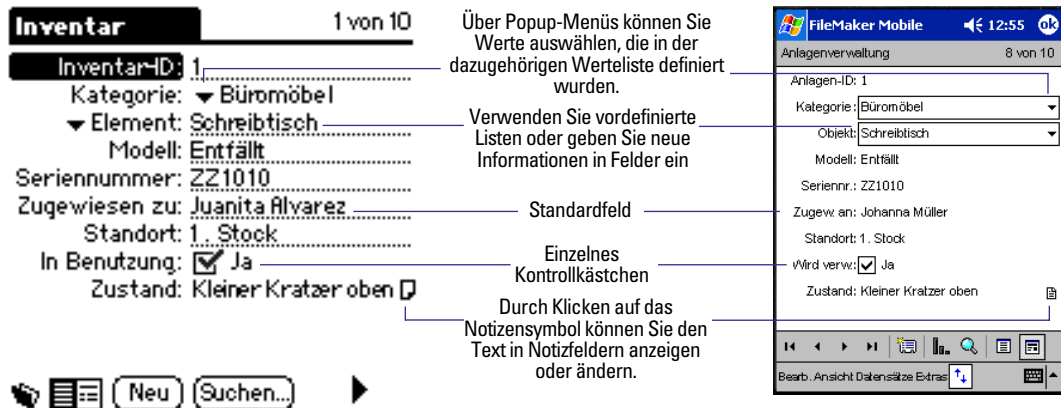 Inventar 1 von 10
Inventar-ID: 1
Kategorie: Büromöbel
Element: Schreibtisch
Modell: Entfällt
Seriennummer: ZZ1010
Zugewiesen zu: Juanita Alvarez
Standort: 1. Stock
In Benutzung: Ja
Zustand: Kleiner Kratzer oben
Neu Suchen...
Über Popup-Menüs können Sie
Werte auswählen, die in der
dazugehörigen Werteliste definiert
wurden.
Verwenden Sie vordefinierte
Listen oder geben Sie neue
Informationen in Felder ein
Standardfeld
Einzelnes
Kontrollkästchen
Durch Klicken auf das
Notizensymbol können Sie den
Text in Notizfeldern anzeigen
oder ändern.
FileMaker Mobile 12:55 ok
Anlagenverwaltung 8 von 10
Anlagen-ID: 1
Kategorie: Büromöbel
Objekt: Schreibtisch
Modell: Entfällt
Seriennr.: ZZ1010
Zugew. an: Johanna Müller
Standort: 1. Stock
Wird verw.: Ja
Zustand: Kleiner Kratzer oben
Bearb. Ansicht Datensätze Extras